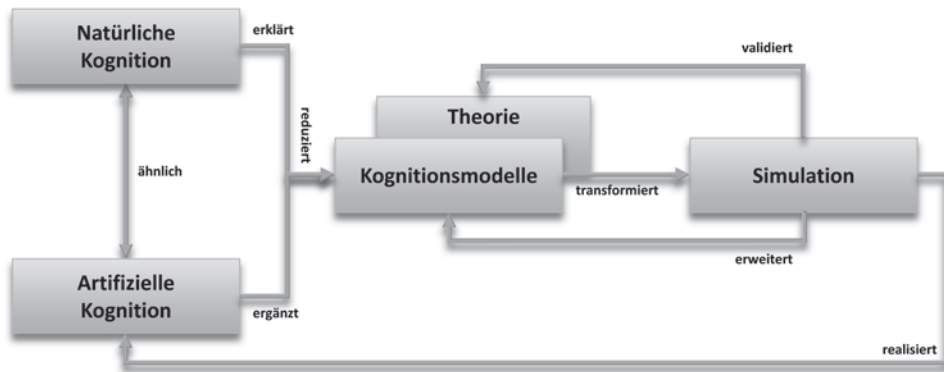 Natürliche
Kognition
erklärt
validiert
reduziert
Theorie
Kognitionsmodelle
transformiert
Simulation
ähnlich
erweitert
Artifizielle
Kognition
ergänzt
realisiert